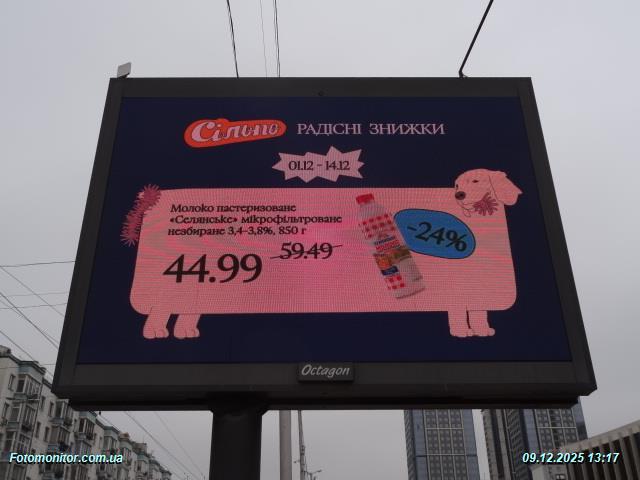 Сільпо РАДІСНІ ЗНИЖКИ
01.12 – 14.12
Молоко пастеризоване
«Селянське» мікрофільтроване
незбиране 3,4–3,8%, 850 г
44.99
59.49
-24%
Octagon
Fotomonitor.com.ua
09.12.2025 13:17